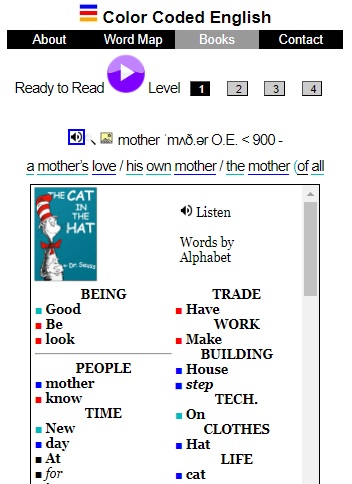 Color Coded English
About Word Map Books Contact
Ready to Read Level 1 2 3 4
mother ˈmʌð.ər O.E. < 900 -
a mother's love / his own mother / the mother (of all
THE CAT
IN
THE
HAT
By Dr. Seuss
Listen
Words by
Alphabet
BEING
Good
Be
look
PEOPLE
mother
know
TIME
New
day
At
for
TRADE
Have
WORK
Make
BUILDING
House
step
TECH.
On
CLOTHES
Hat
LIFE
cat